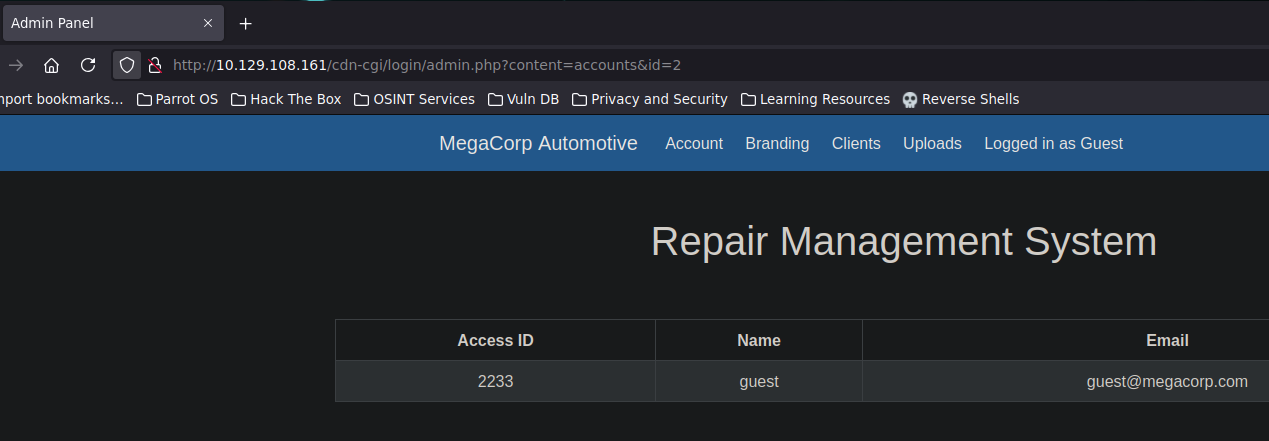 Admin Panel
http://10.129.108.161/cdn-cgi/login/admin.php?content=accounts&id=2
mport bookmarks... Parrot OS Hack The Box OSINT Services Vuln DB Privacy and Security Learning Resources Reverse Shells
MegaCorp Automotive Account Branding Clients Uploads Logged in as Guest
Repair Management System
Access ID Name Email
2233 guest guest@megacorp.com